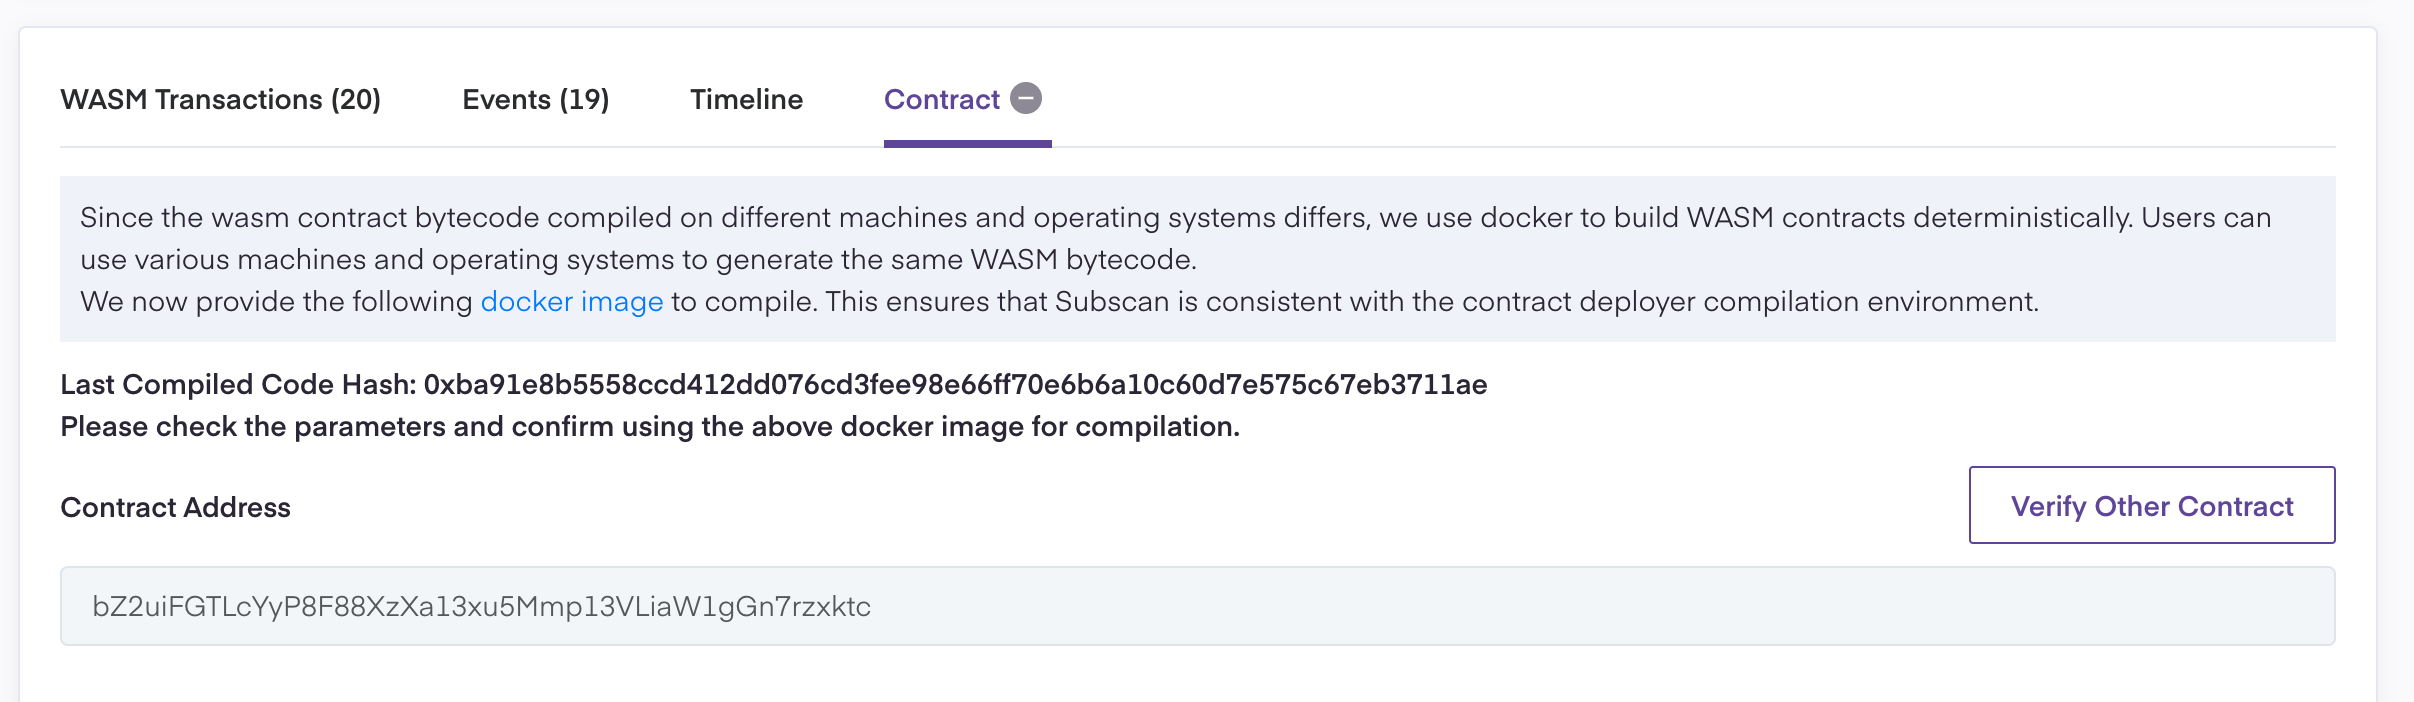 WASM Transactions (20) Events (19) Timeline Contract
Since the wasm contract bytecode compiled on different machines and operating systems differs, we use docker to build WASM contracts deterministically. Users can
use various machines and operating systems to generate the same WASM bytecode.
We now provide the following docker image to compile. This ensures that Subscan is consistent with the contract deployer compilation environment.
Last Compiled Code Hash: 0xba91e8b5558ccd412dd076cd3fee98e66ff70e6b6a10c60d7e575c67eb3711ae
Please check the parameters and confirm using the above docker image for compilation.
Contract Address
Verify Other Contract
bZ2uiFGTLcYyP8F88XzXa13xu5Mmp13VLiaW1gGn7rzxktc